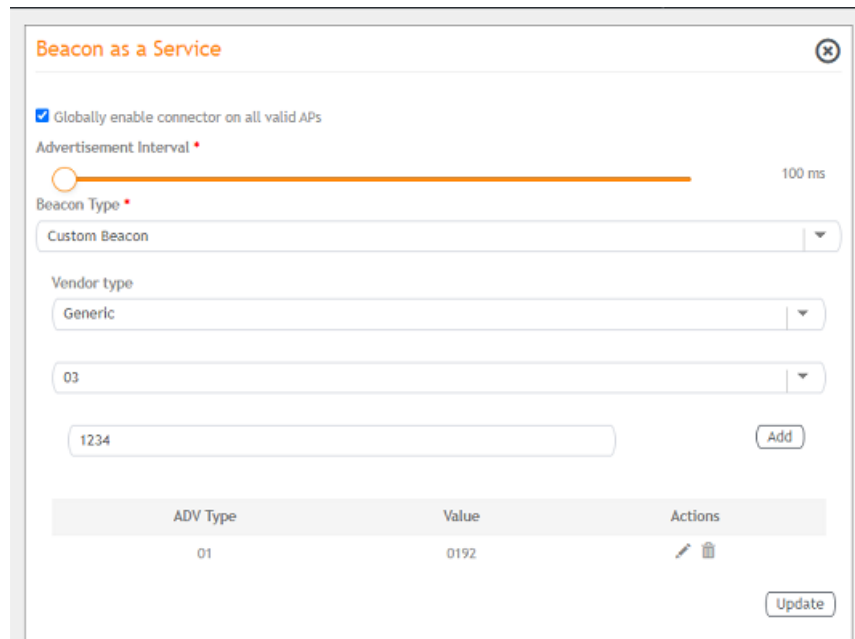 Beacon as a Service
Globally enable connector on all valid APs
Advertisement Interval *
100 ms
Beacon Type *
Custom Beacon
Vendor type
Generic
03
1234 Add
ADV Type Value Actions
01 0192
Update